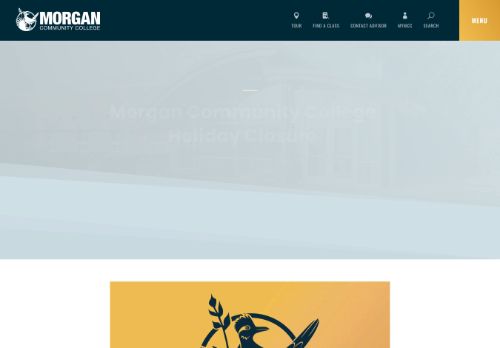 MORGAN
COMMUNITY COLLEGE
TOUR
FIND A CLASS
CONTACT ADVISOR
MYMCC
SEARCH
MENU
Morgan Community College
Holiday Closure